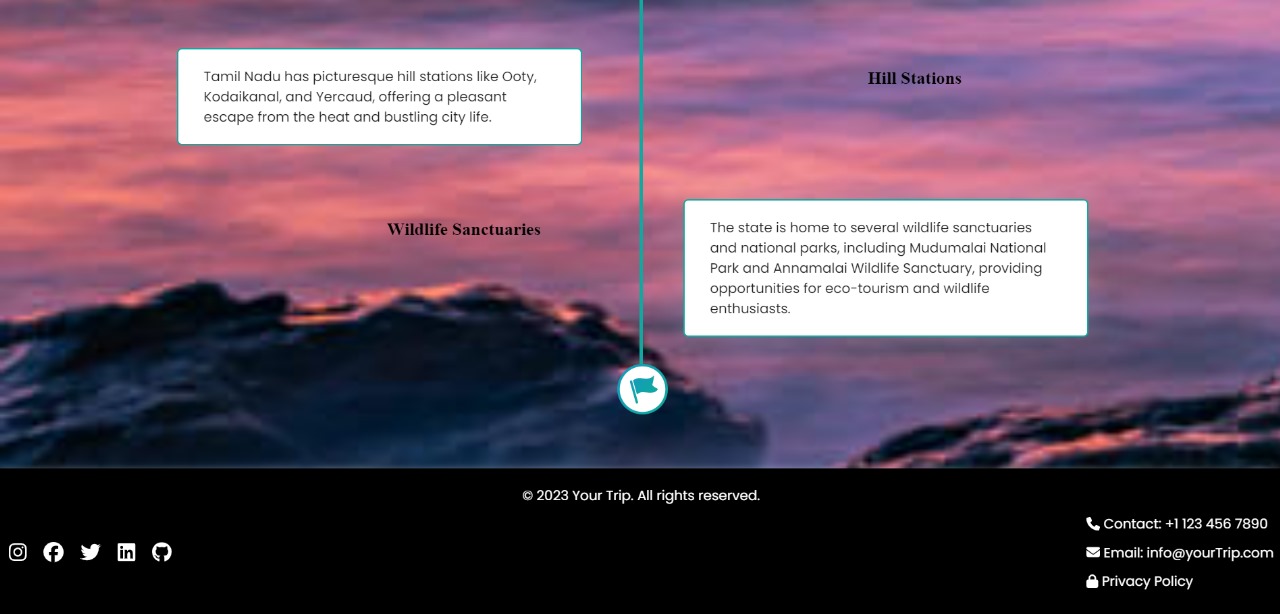 Tamil Nadu has picturesque hill stations like Ooty,
Kodaikanal, and Yercaud, offering a pleasant
escape from the heat and bustling city life.
Hill Stations
Wildlife Sanctuaries
The state is home to several wildlife sanctuaries
and national parks, including Mudumalai National
Park and Annamalai Wildlife Sanctuary, providing
opportunities for eco-tourism and wildlife
enthusiasts.
© 2023 Your Trip. All rights reserved.
Contact: +1 123 456 7890
Email: info@yourTrip.com
Privacy Policy